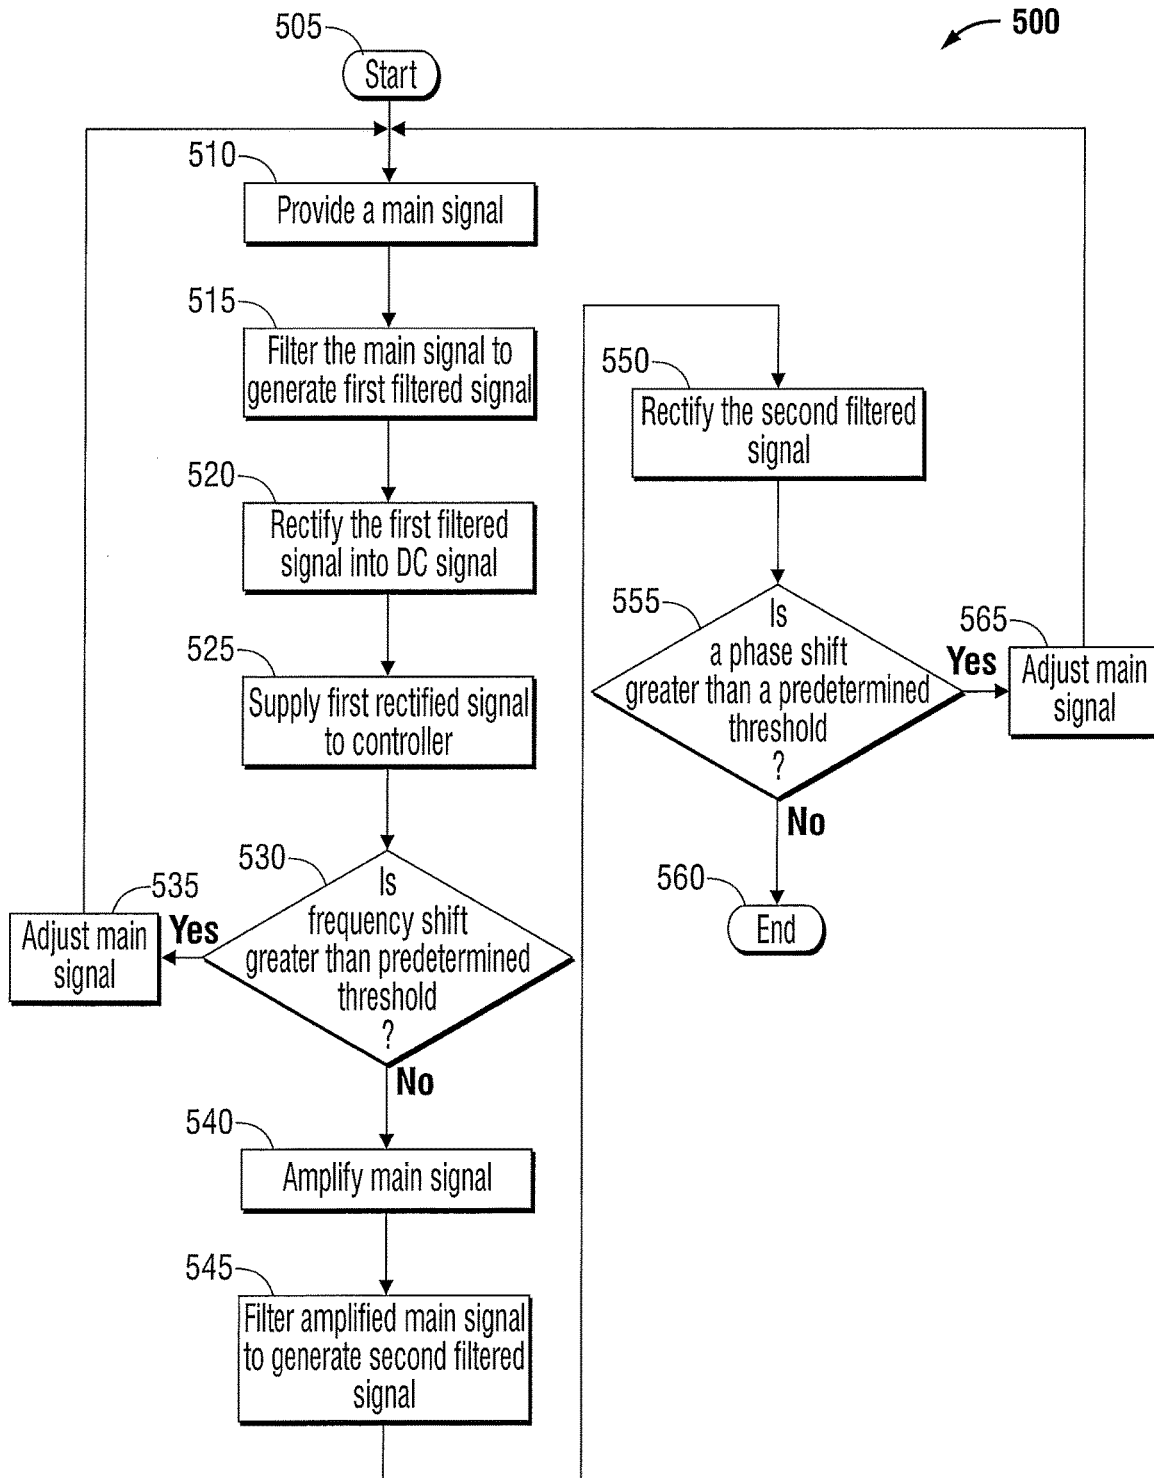 500
505
Start
510
Provide a main signal
515
Filter the main signal to
generate first filtered signal
520
Rectify the first filtered
signal into DC signal
525
Supply first rectified signal
to controller
530
Is
frequency shift
greater than predetermined
threshold
?
Yes
535
Adjust main
signal
No
540
Amplify main signal
545
Filter amplified main signal
to generate second filtered
signal
550
Rectify the second filtered
signal
555
Is
a phase shift
greater than a predetermined
threshold
?
Yes
565
Adjust main
signal
No
560
End